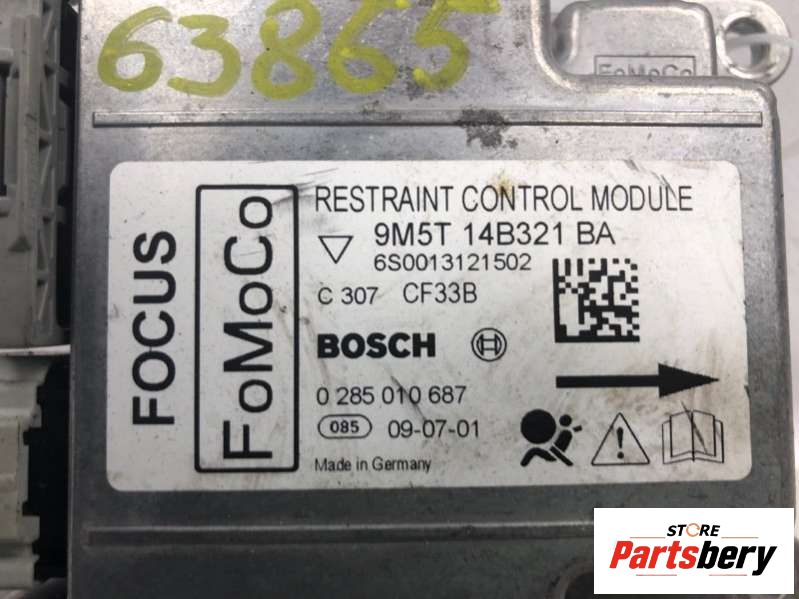 63865
FoMoCo
FOCUS
FoMoCo
RESTRAINT CONTROL MODULE
9M5T 14B321 BA
6S0013121502
C 307 CF33B
BOSCH
0 285 010 687
085 09-07-01
Made in Germany
STORE
Partsbery